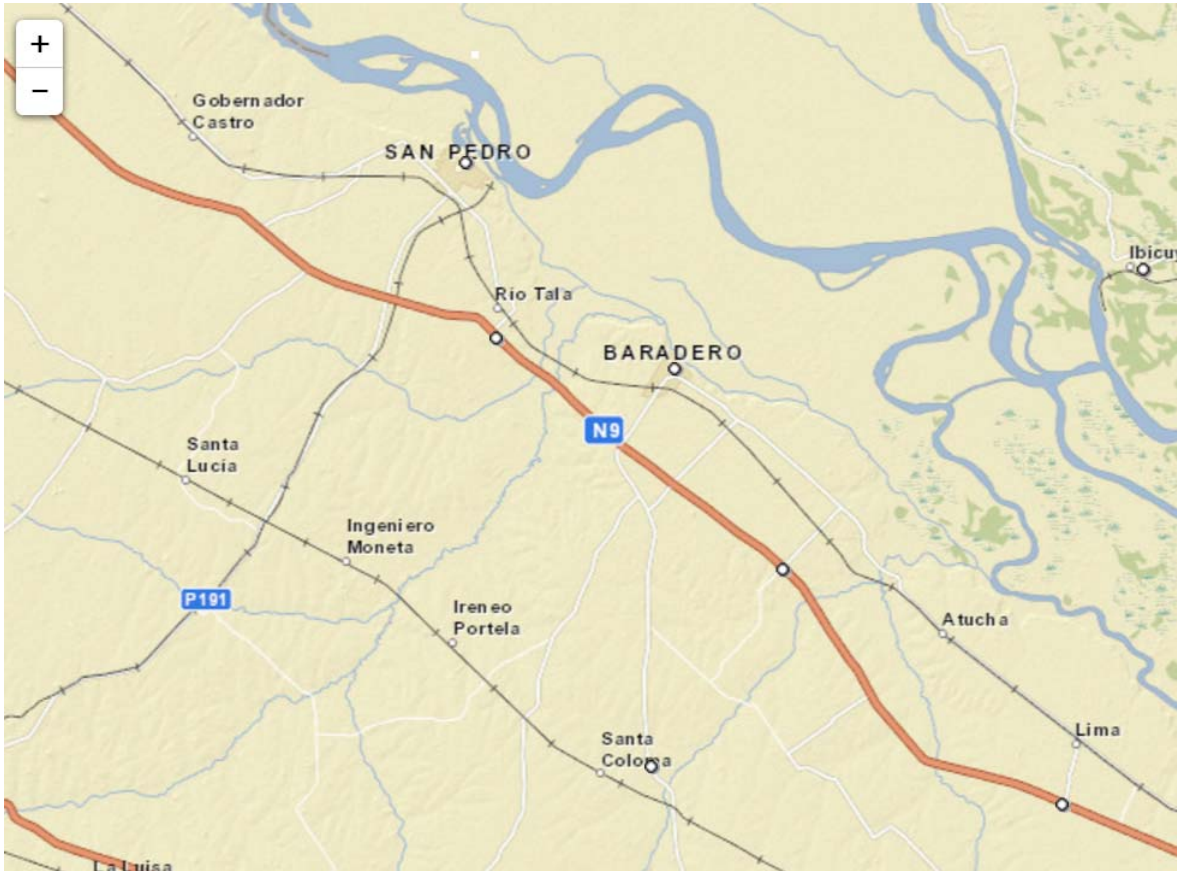 +
−
Gobernador
Castro
SAN PEDRO
Ibicuy
Rio Tala
BARADERO
N9
Santa
Lucía
Ingeniero
Moneta
P191
Ireneo
Portela
Atucha
Santa
Coloma
Lima
La Luisa